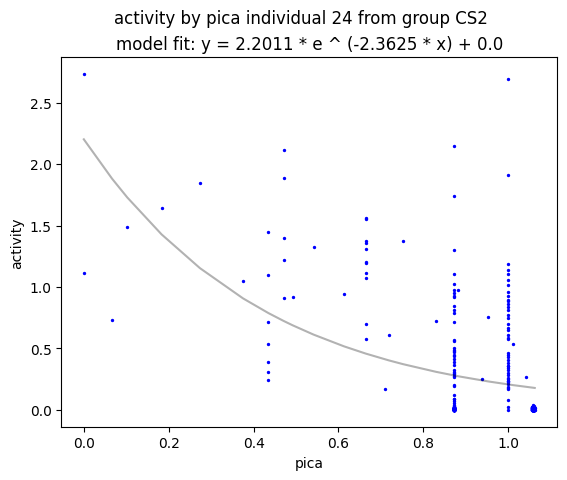 activity by pica individual 24 from group CS2
model fit: y = 2.2011 * e ^ (-2.3625 * x) + 0.0
activity
2.5
2.0
1.5
1.0
0.5
0.0
0.0 0.2 0.4 0.6 0.8 1.0
pica